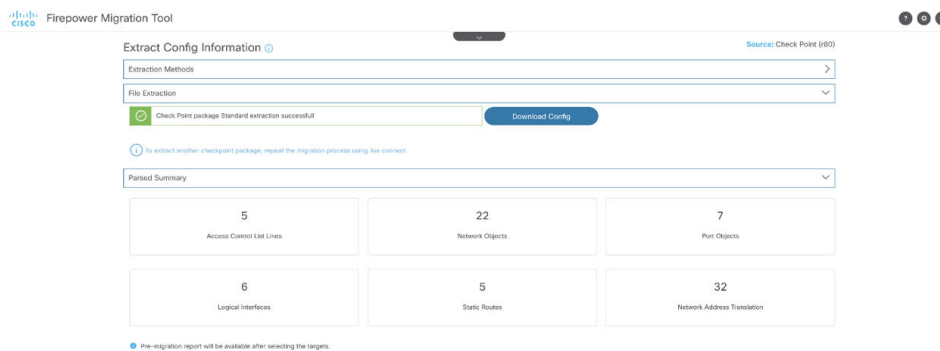 CISCO
Firepower Migration Tool
Extract Config Information
Source: Check Point (r80)
Extraction Methods
File Extraction
Check Point package Standard extraction successfull
Download Config
To extract another checkpoint package, repeat the migration process using live connect.
Parsed Summary
5
Access Control List Lines
22
Network Objects
7
Port Objects
6
Logical Interfaces
5
Static Routes
32
Network Address Translation
Pre-migration report will be available after selecting the targets.